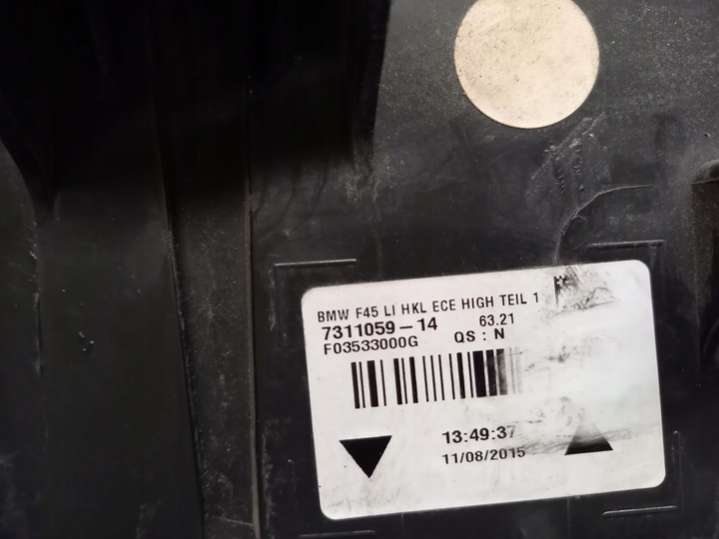 BMW F45 LI HKL ECE HIGH TEIL 1
7311059-14 63.21
F03533000G QS : N
13:49:37
11/08/2015